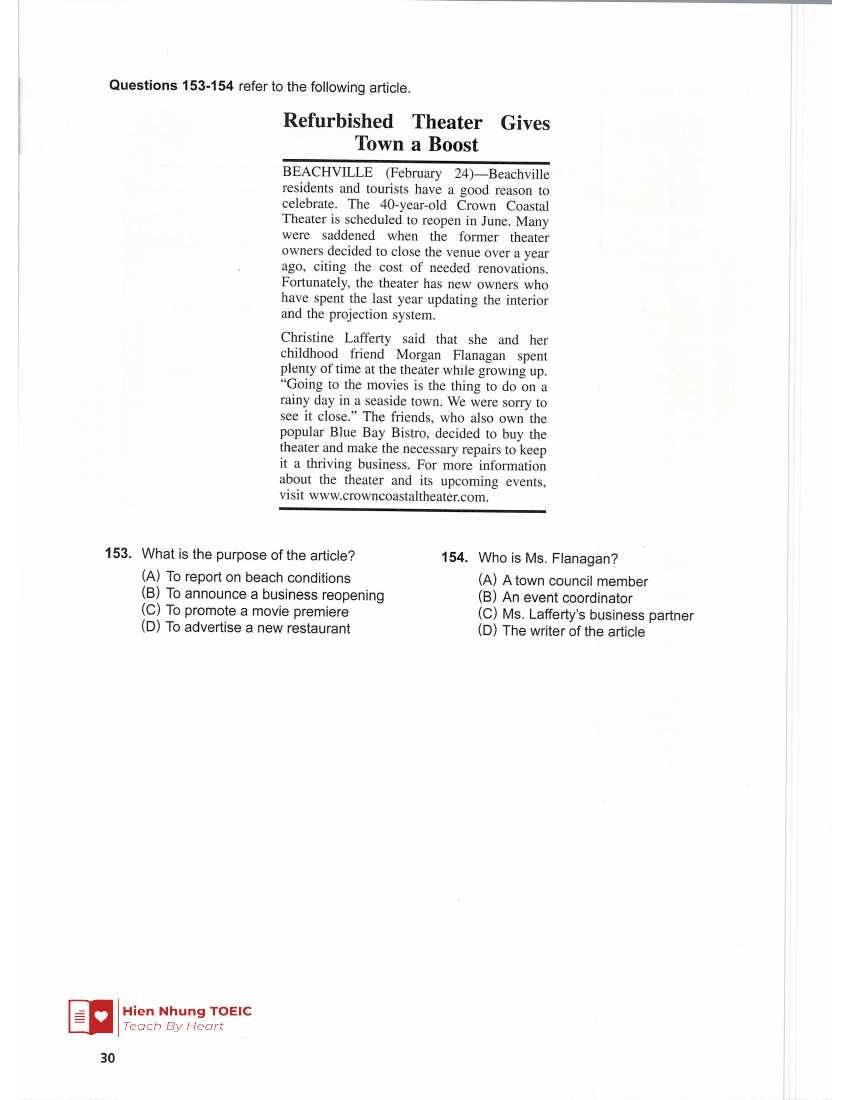 Questions 153-154 refer to the following article.
Refurbished Theater Gives
Town a Boost
BEACHVILLE (February 24)—Beachville
residents and tourists have a good reason to
celebrate. The 40-year-old Crown Coastal
Theater is scheduled to reopen in June. Many
were saddened when the former theater
owners decided to close the venue over a year
ago, citing the cost of needed renovations.
Fortunately, the theater has new owners who
have spent the last year updating the interior
and the projection system.
Christine Lafferty said that she and her
childhood friend Morgan Flanagan spent
plenty of time at the theater while growing up.
“Going to the movies is the thing to do on a
rainy day in a seaside town. We were sorry to
see it close.” The friends, who also own the
popular Blue Bay Bistro, decided to buy the
theater and make the necessary repairs to keep
it a thriving business. For more information
about the theater and its upcoming events,
visit www.crowncoastaltheater.com.
153. What is the purpose of the article?
(A) To report on beach conditions
(B) To announce a business reopening
(C) To promote a movie premiere
(D) To advertise a new restaurant
154. Who is Ms. Flanagan?
(A) A town council member
(B) An event coordinator
(C) Ms. Lafferty’s business partner
(D) The writer of the article
Hien Nhung TOEIC
Teach By Heart
30